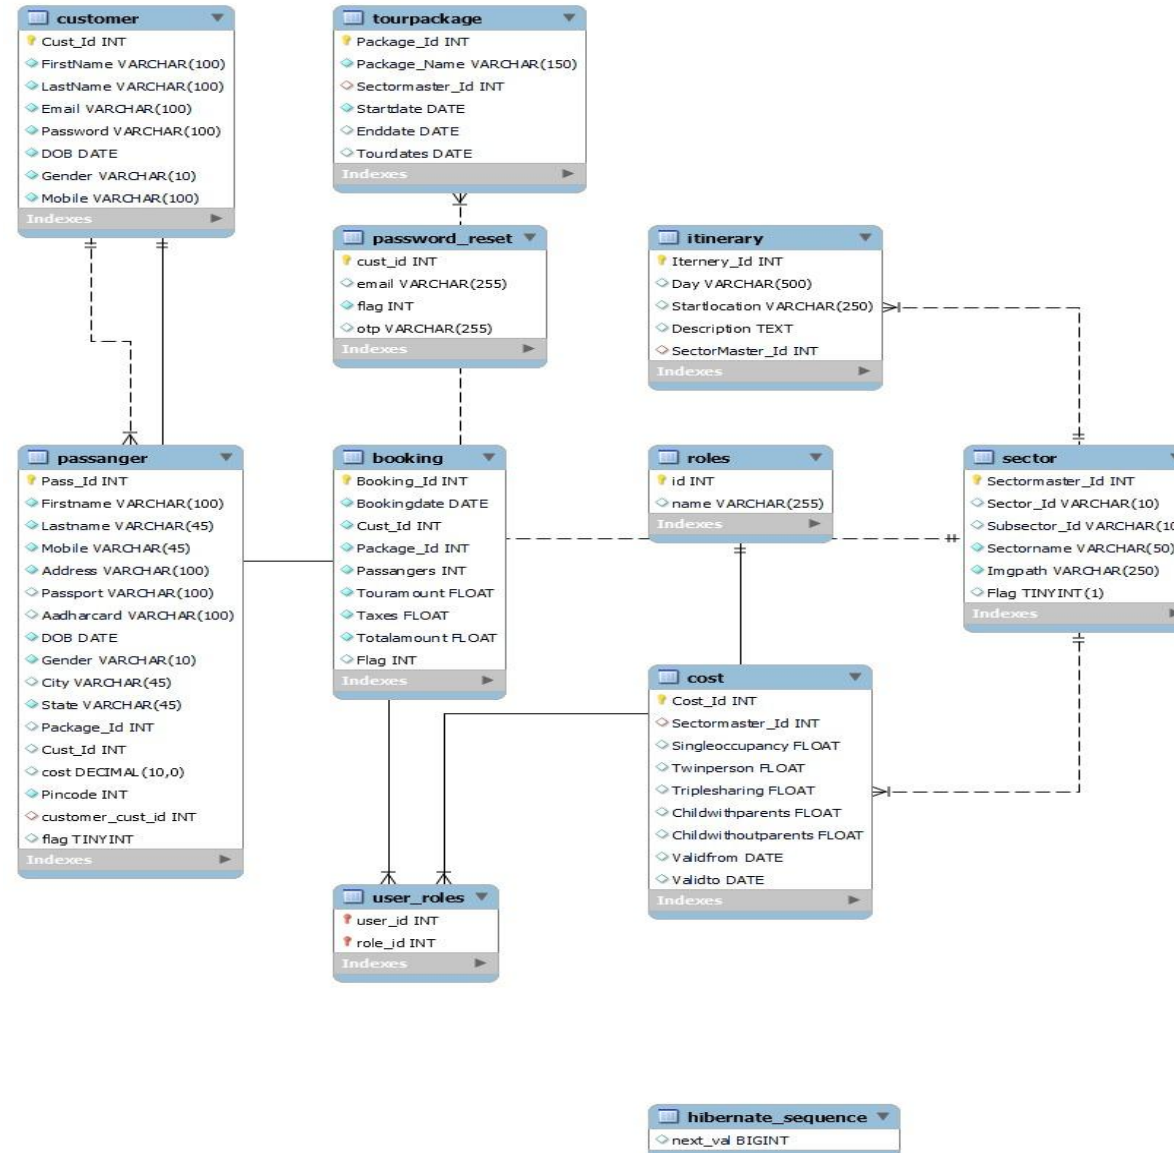 customer
Cust_Id INT
FirstName VARCHAR(100)
LastName VARCHAR(100)
Email VARCHAR(100)
Password VARCHAR(100)
DOB DATE
Gender VARCHAR(10)
Mobile VARCHAR(100)
Indexes
tourpackage
Package_Id INT
Package_Name VARCHAR(150)
Sectormaster_Id INT
Startdate DATE
Enddate DATE
Tourdates DATE
Indexes
password_reset
cust_id INT
email VARCHAR(255)
flag INT
otp VARCHAR(255)
Indexes
itinerary
Iternery_Id INT
Day VARCHAR(500)
Startlocation VARCHAR(250)
Description TEXT
SectorMaster_Id INT
Indexes
passanger
Pass_Id INT
Firstname VARCHAR(100)
Lastname VARCHAR(45)
Mobile VARCHAR(45)
Address VARCHAR(100)
Passport VARCHAR(100)
Aadharcard VARCHAR(100)
DOB DATE
Gender VARCHAR(10)
City VARCHAR(45)
State VARCHAR(45)
Package_Id INT
Cust_Id INT
cost DECIMAL(10,0)
Pincode INT
customer_cust_id INT
flag TINYINT
Indexes
booking
Booking_Id INT
Bookingdate DATE
Cust_Id INT
Package_Id INT
Passangers INT
Touramount FLOAT
Taxes FLOAT
Totalamount FLOAT
Flag INT
Indexes
roles
id INT
name VARCHAR(255)
Indexes
sector
Sectormaster_Id INT
Sector_Id VARCHAR(10)
Subsector_Id VARCHAR(10
Sectorname VARCHAR(50)
Imgpath VARCHAR(250)
Flag TINYINT(1)
Indexes
cost
Cost_Id INT
Sectormaster_Id INT
Singleoccupancy FLOAT
Twinperson FLOAT
Triplesharing FLOAT
Childwithparents FLOAT
Childwithoutparents FLOAT
Validfrom DATE
Validto DATE
Indexes
user_roles
user_id INT
role_id INT
Indexes
hibernate_sequence
next_val BIGINT